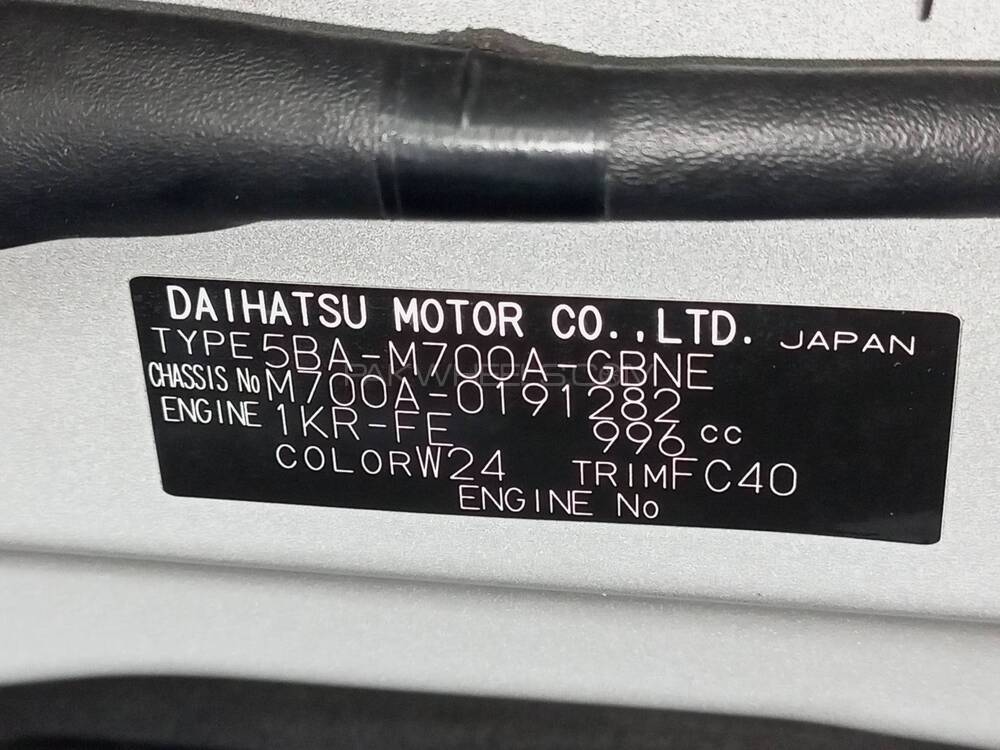 DAIHATSU MOTOR CO.,LTD. JAPAN
TYPE 5BA-M700A-GBNE
CHASSIS No M700A-0191282
ENGINE 1KR-FE 996 cc
COLOR W24 TRIM FC40
ENGINE No